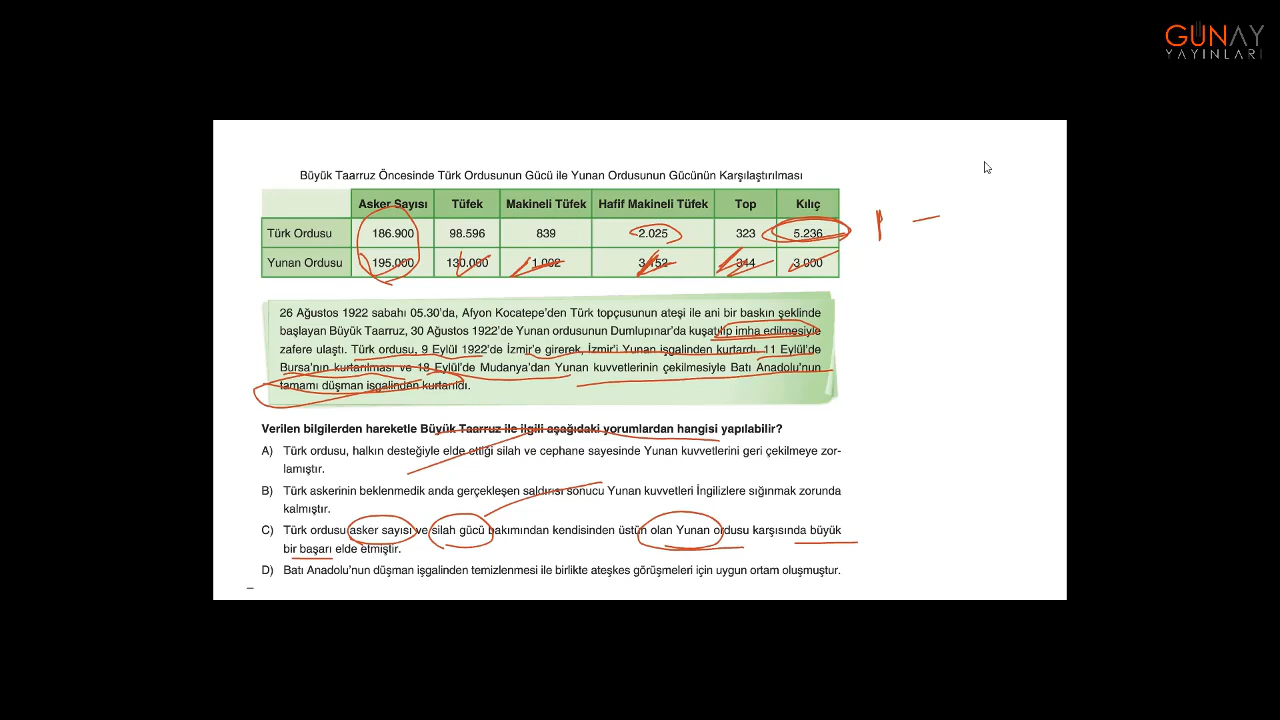 GÜNAY
YAYINLARI
Büyük Taarruz Öncesinde Türk Ordusunun Gücü ile Yunan Ordusunun Gücünün Karşılaştırılması
Asker Sayısı Tüfek Makineli Tüfek Hafif Makineli Tüfek Top Kılıç
Türk Ordusu 186.900 98.596 839 2.025 323 5.236
Yunan Ordusu 195.000 130.000 1.002 3.152 344 3.000
26 Ağustos 1922 sabahı 05.30'da, Afyon Kocatepe'den Türk topçusunun ateşi ile ani bir baskın şeklinde
başlayan Büyük Taarruz, 30 Ağustos 1922'de Yunan ordusunun Dumlupınar'da kuşatılıp imha edilmesiyle
zafere ulaştı. Türk ordusu, 9 Eylül 1922'de İzmir'e girerek, İzmir'i Yunan işgalinden kurtardı. 11 Eylül'de
Bursa'nın kurtarılması ve 18 Eylül'de Mudanya'dan Yunan kuvvetlerinin çekilmesiyle Batı Anadolu'nun
tamamı düşman işgalinden kurtarıldı.
Verilen bilgilerden hareketle Büyük Taarruz ile ilgili aşağıdaki yorumlardan hangisi yapılabilir?
A) Türk ordusu, halkın desteğiyle elde ettiği silah ve cephane sayesinde Yunan kuvvetlerini geri çekilmeye zor-
lamıştır.
B) Türk askerinin beklenmedik anda gerçekleşen saldırısı sonucu Yunan kuvvetleri İngilizlere sığınmak zorunda
kalmıştır.
C) Türk ordusu asker sayısı ve silah gücü bakımından kendisinden üstün olan Yunan ordusu karşısında büyük
bir başarı elde etmiştir.
D) Batı Anadolu'nun düşman işgalinden temizlenmesi ile birlikte ateşkes görüşmeleri için uygun ortam oluşmuştur.